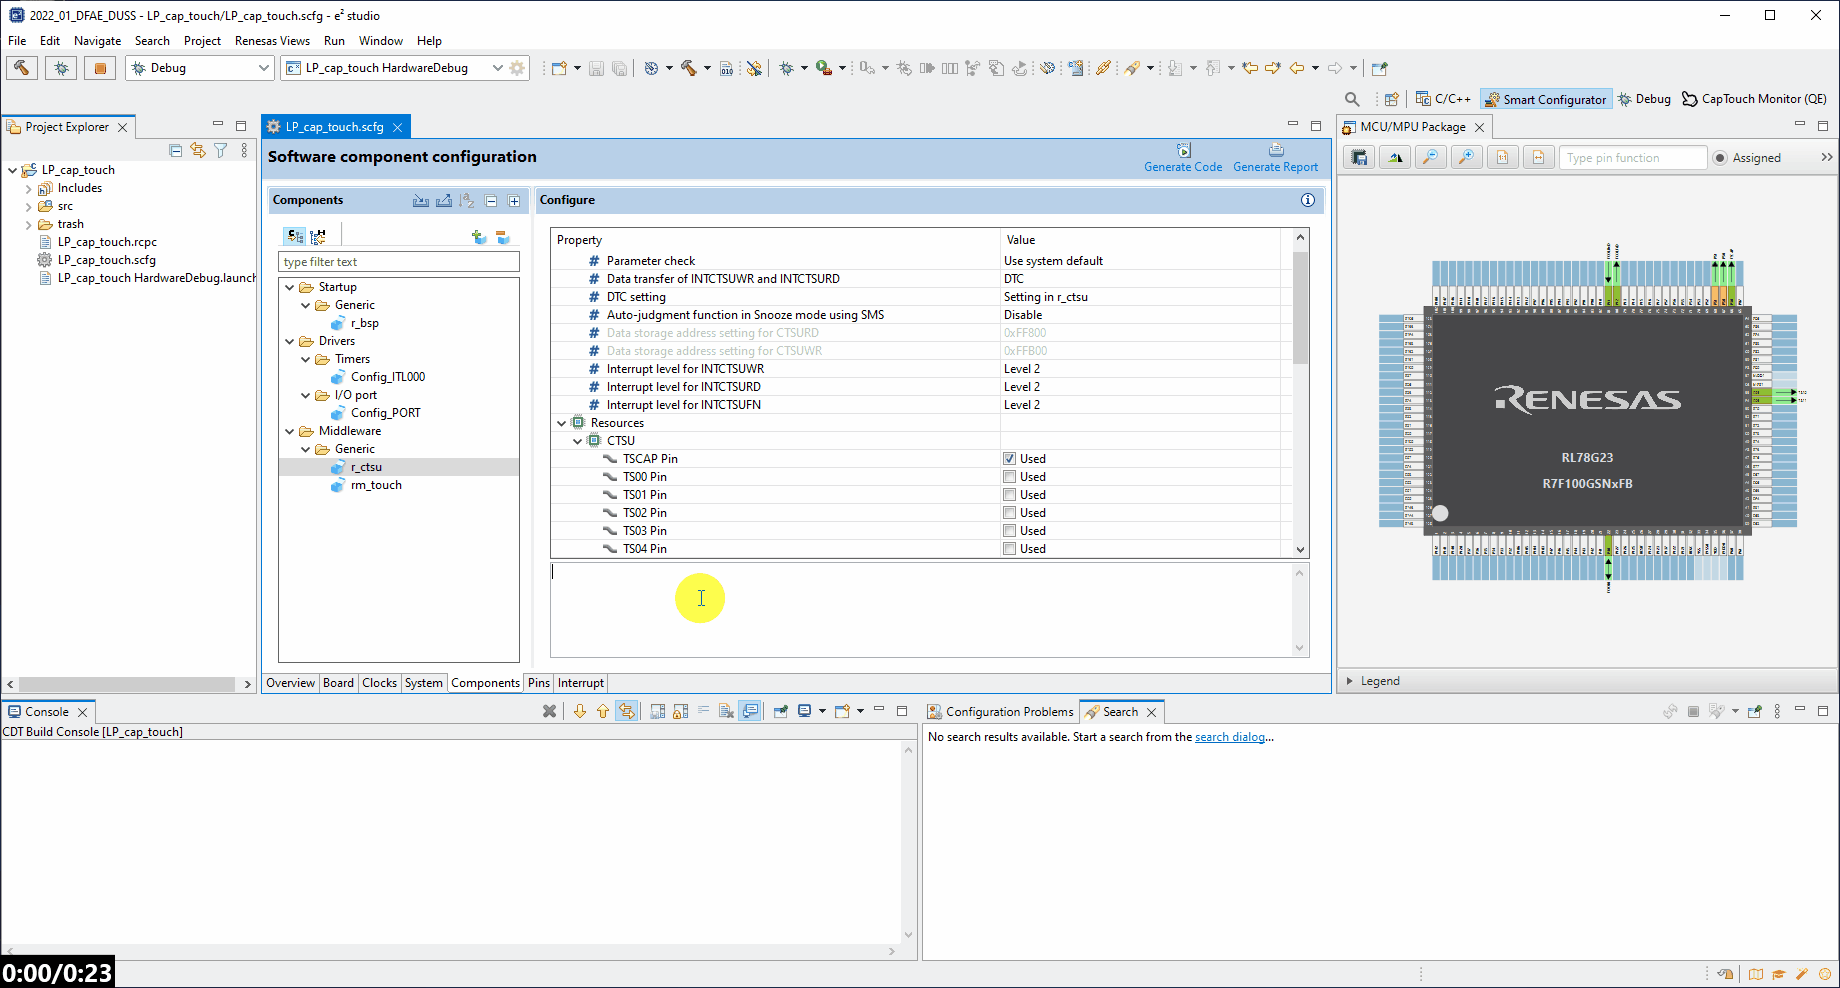 2022_01_DFAE_DUSS - LP_cap_touch/LP_cap_touch.scfg - e² studio
File Edit Navigate Search Project Renesas Views Run Window Help
Debug
LP_cap_touch HardwareDebug
C/C++ Smart Configurator Debug CapTouch Monitor (QE)
Project Explorer
LP_cap_touch
Includes
src
trash
LP_cap_touch.rcpc
LP_cap_touch.scfg
LP_cap_touch HardwareDebug.launch
LP_cap_touch.scfg
Software component configuration
Generate Code Generate Report
Components
type filter text
Startup
Generic
r_bsp
Drivers
Timers
Config_ITL000
I/O port
Config_PORT
Middleware
Generic
r_ctsu
rm_touch
Configure
Property Value
# Parameter check Use system default
# Data transfer of INTCTSUWR and INTCTSURD DTC
# DTC setting Setting in r_ctsu
# Auto-judgment function in Snooze mode using SMS Disable
# Data storage address setting for CTSURD 0xFF800
# Data storage address setting for CTSUWR 0xFFB00
# Interrupt level for INTCTSUWR Level 2
# Interrupt level for INTCTSURD Level 2
# Interrupt level for INTCTSUFN Level 2
Resources
CTSU
TSCAP Pin Used
TS00 Pin Used
TS01 Pin Used
TS02 Pin Used
TS03 Pin Used
TS04 Pin Used
Overview Board Clocks System Components Pins Interrupt
MCU/MPU Package
Type pin function Assigned
RENESAS
RL78G23
R7F100GSNxFB
Legend
Console
CDT Build Console [LP_cap_touch]
Configuration Problems Search
No search results available. Start a search from the search dialog...
0:00/0:23